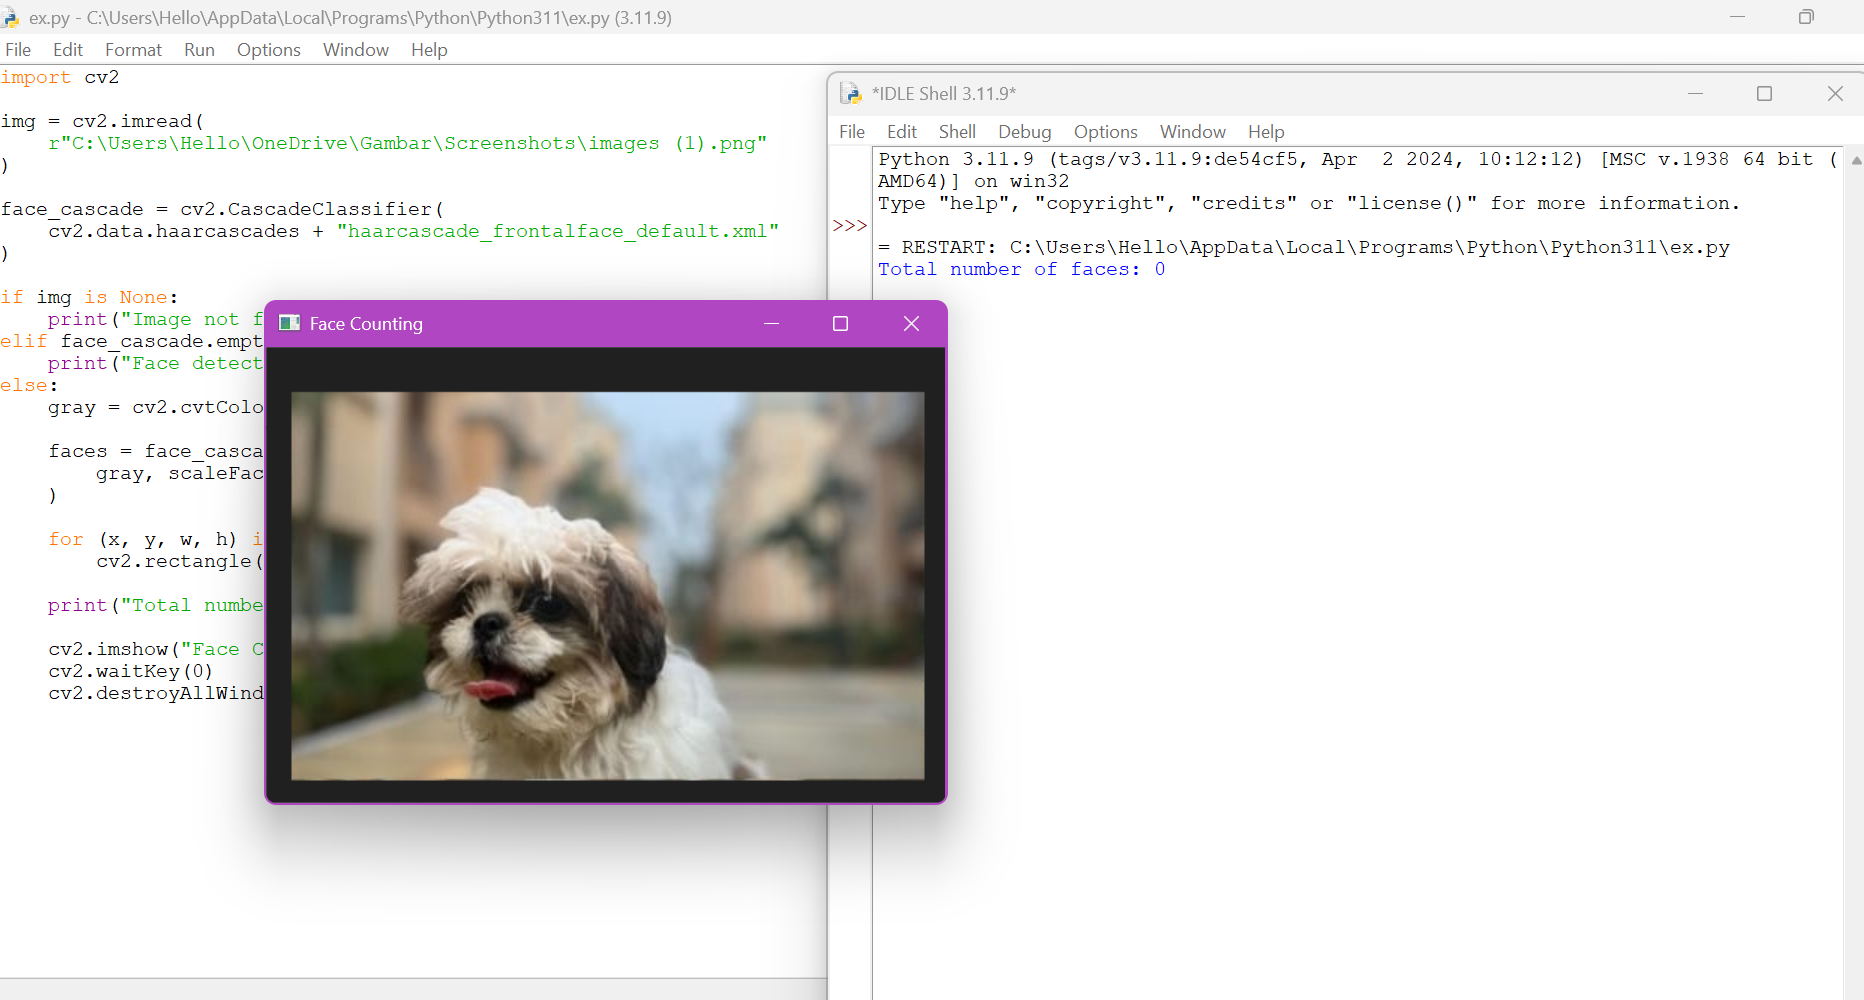 ex.py - C:\Users\Hello\AppData\Local\Programs\Python\Python311\ex.py (3.11.9)
File Edit Format Run Options Window Help
import cv2
img = cv2.imread(
r"C:\Users\Hello\OneDrive\Gambar\Screenshots\images (1).png"
)
face_cascade = cv2.CascadeClassifier(
cv2.data.haarcascades + "haarcascade_frontalface_default.xml"
)
if img is None:
print("Image not f
elif face_cascade.empt
print("Face detect
else:
gray = cv2.cvtColo
faces = face_casca
gray, scaleFac
)
for (x, y, w, h) i
cv2.rectangle(
print("Total numbe
cv2.imshow("Face C
cv2.waitKey(0)
cv2.destroyAllWind
Face Counting
*IDLE Shell 3.11.9*
File Edit Shell Debug Options Window Help
Python 3.11.9 (tags/v3.11.9:de54cf5, Apr  2 2024, 10:12:12) [MSC v.1938 64 bit (
AMD64)] on win32
Type "help", "copyright", "credits" or "license()" for more information.
>>>
= RESTART: C:\Users\Hello\AppData\Local\Programs\Python\Python311\ex.py
Total number of faces: 0